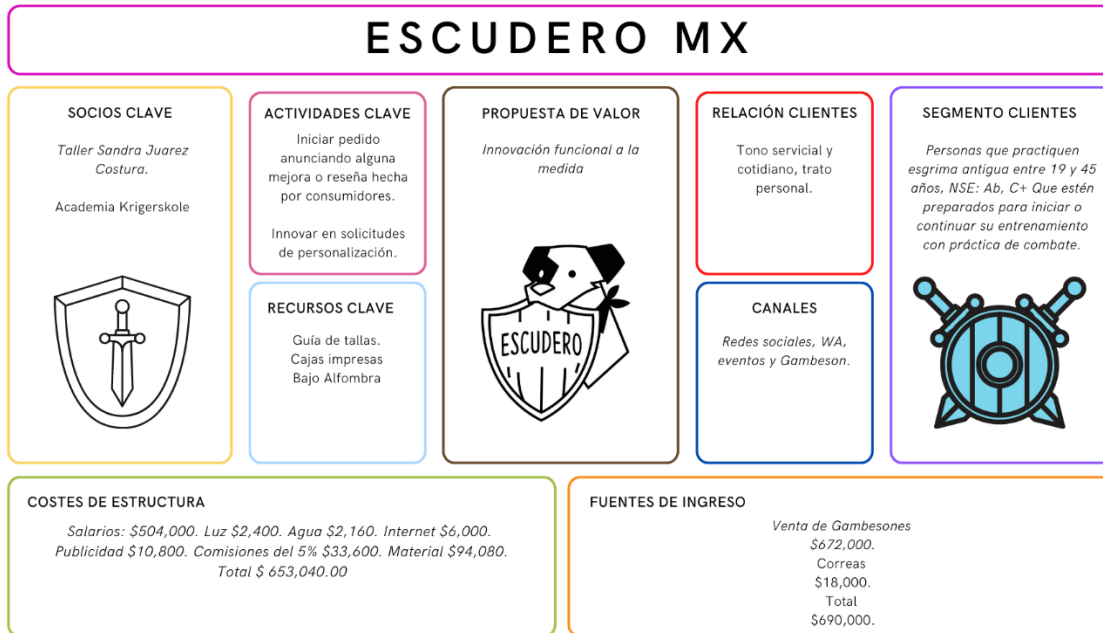 ESCUDERO MX
SOCIOS CLAVE
Taller Sandra Juarez
Costura.
Academia Krigerskole
ACTIVIDADES CLAVE
Iniciar pedido
anunciando alguna
mejora o reseña hecha
por consumidores.
Innovar en solicitudes
de personalización.
RECURSOS CLAVE
Guía de tallas.
Cajas impresas
Bajo Alfombra
PROPUESTA DE VALOR
Innovación funcional a la
medida
ESCUDERO
RELACIÓN CLIENTES
Tono servicial y
cotidiano, trato
personal.
CANALES
Redes sociales, WA,
eventos y Gambeson.
SEGMENTO CLIENTES
Personas que practiquen
esgrima antigua entre 19 y 45
años, NSE: Ab, C+ Que estén
preparados para iniciar o
continuar su entrenamiento
con práctica de combate.
COSTES DE ESTRUCTURA
Salarios: $504,000. Luz $2,400. Agua $2,160. Internet $6,000.
Publicidad $10,800. Comisiones del 5% $33,600. Material $94,080.
Total $ 653,040.00
FUENTES DE INGRESO
Venta de Gambesones
$672,000.
Correas
$18,000.
Total
$690,000.